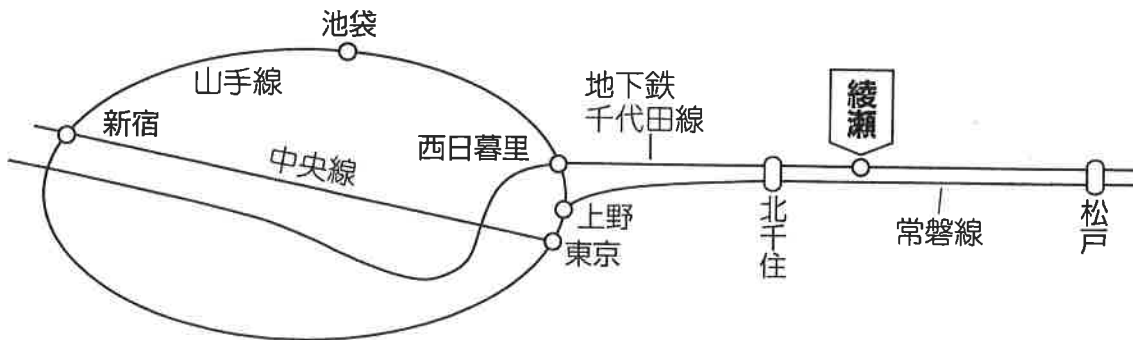 池袋
山手線
新宿
中央線
西日暮里
上野
東京
地下鉄
千代田線
綾瀬
北千住
常磐線
松戸